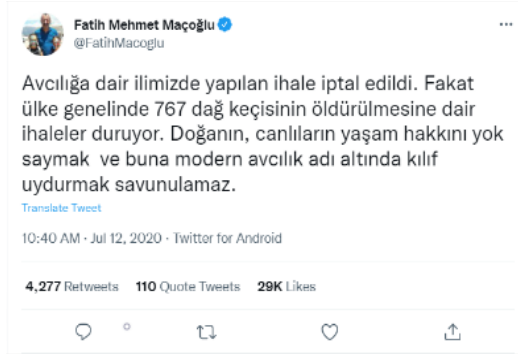 Fatih Mehmet Maçoğlu
@FatihMacoglu
Avcılığa dair ilimizde yapılan ihale iptal edildi. Fakat
ülke genelinde 767 dağ keçisinin öldürülmesine dair
ihaleler duruyor. Doğanın, canlıların yaşam hakkını yok
saymak ve buna modern avcılık adı altında kılıf
uydurmak savunulamaz.
Translate Tweet
10:40 AM · Jul 12, 2020 · Twitter for Android
4,277 Retweets 110 Quote Tweets 29K Likes